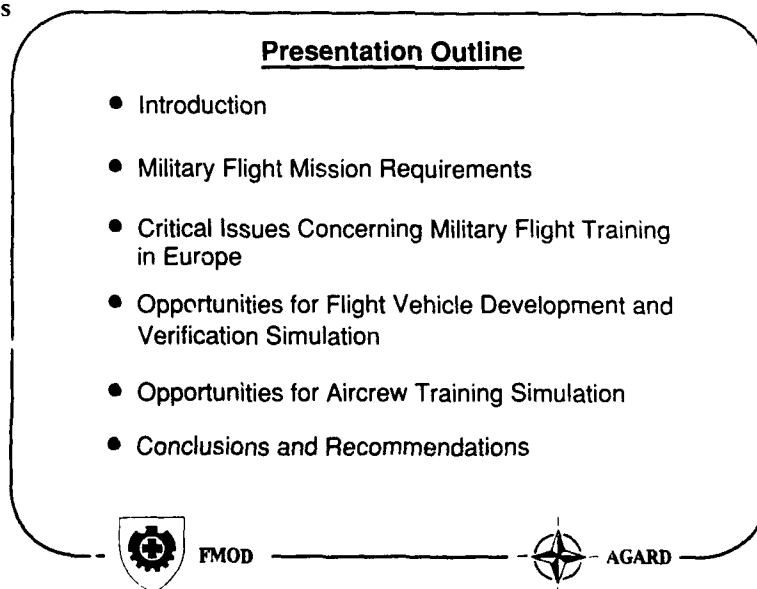 s
Presentation Outline
● Introduction
● Military Flight Mission Requirements
● Critical Issues Concerning Military Flight Training
in Europe
● Opportunities for Flight Vehicle Development and
Verification Simulation
● Opportunities for Aircrew Training Simulation
● Conclusions and Recommendations
FMOD
AGARD